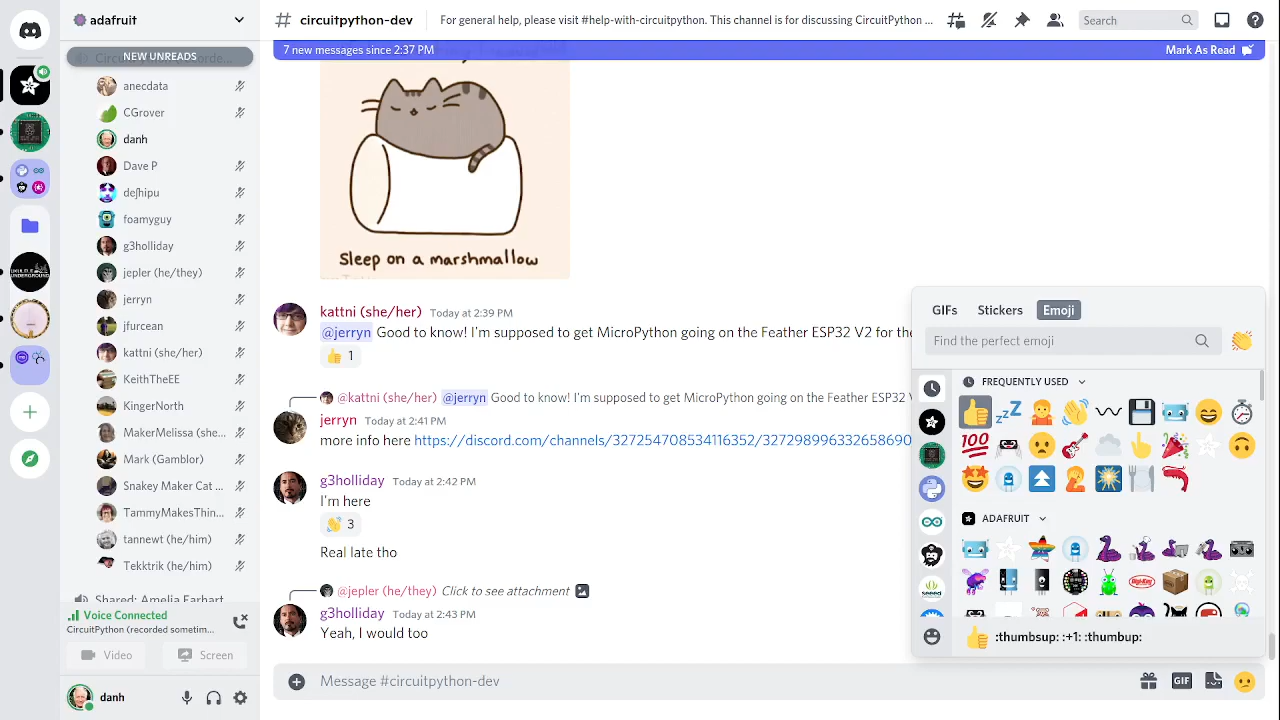 adafruit
NEW UNREADS
anecdata
CGrover
danh
Dave P
deʃhipu
foamyguy
g3holliday
jepler (he/they)
jerryn
jfurcean
kattni (she/her)
KeithTheEE
KingerNorth
MakerMelissa (she...
Mark (Gamblor)
Snakey Maker Cat ...
TammyMakesThin...
tannewt (he/him)
Tekktrik (he/him)
Shared: Amelia Earhart
Voice Connected
CircuitPython (recorded sometim...
Video
Screen
danh
circuitpython-dev
For general help, please visit #help-with-circuitpython. This channel is for discussing CircuitPython ...
Search
7 new messages since 2:37 PM
Mark As Read
Sleep on a marshmallow
kattni (she/her) Today at 2:39 PM
@jerryn Good to know! I'm supposed to get MicroPython going on the Feather ESP32 V2 for the
1
@kattni (she/her) @jerryn Good to know! I'm supposed to get MicroPython going on the Feather ESP32 V
jerryn Today at 2:41 PM
more info here https://discord.com/channels/327254708534116352/327298996332658690
g3holliday Today at 2:42 PM
I'm here
3
Real late tho
@jepler (he/they) Click to see attachment
g3holliday Today at 2:43 PM
Yeah, I would too
Message #circuitpython-dev
GIF
GIFs
Stickers
Emoji
Find the perfect emoji
FREQUENTLY USED
ADAFRUIT
:thumbsup: :+1: :thumbup: